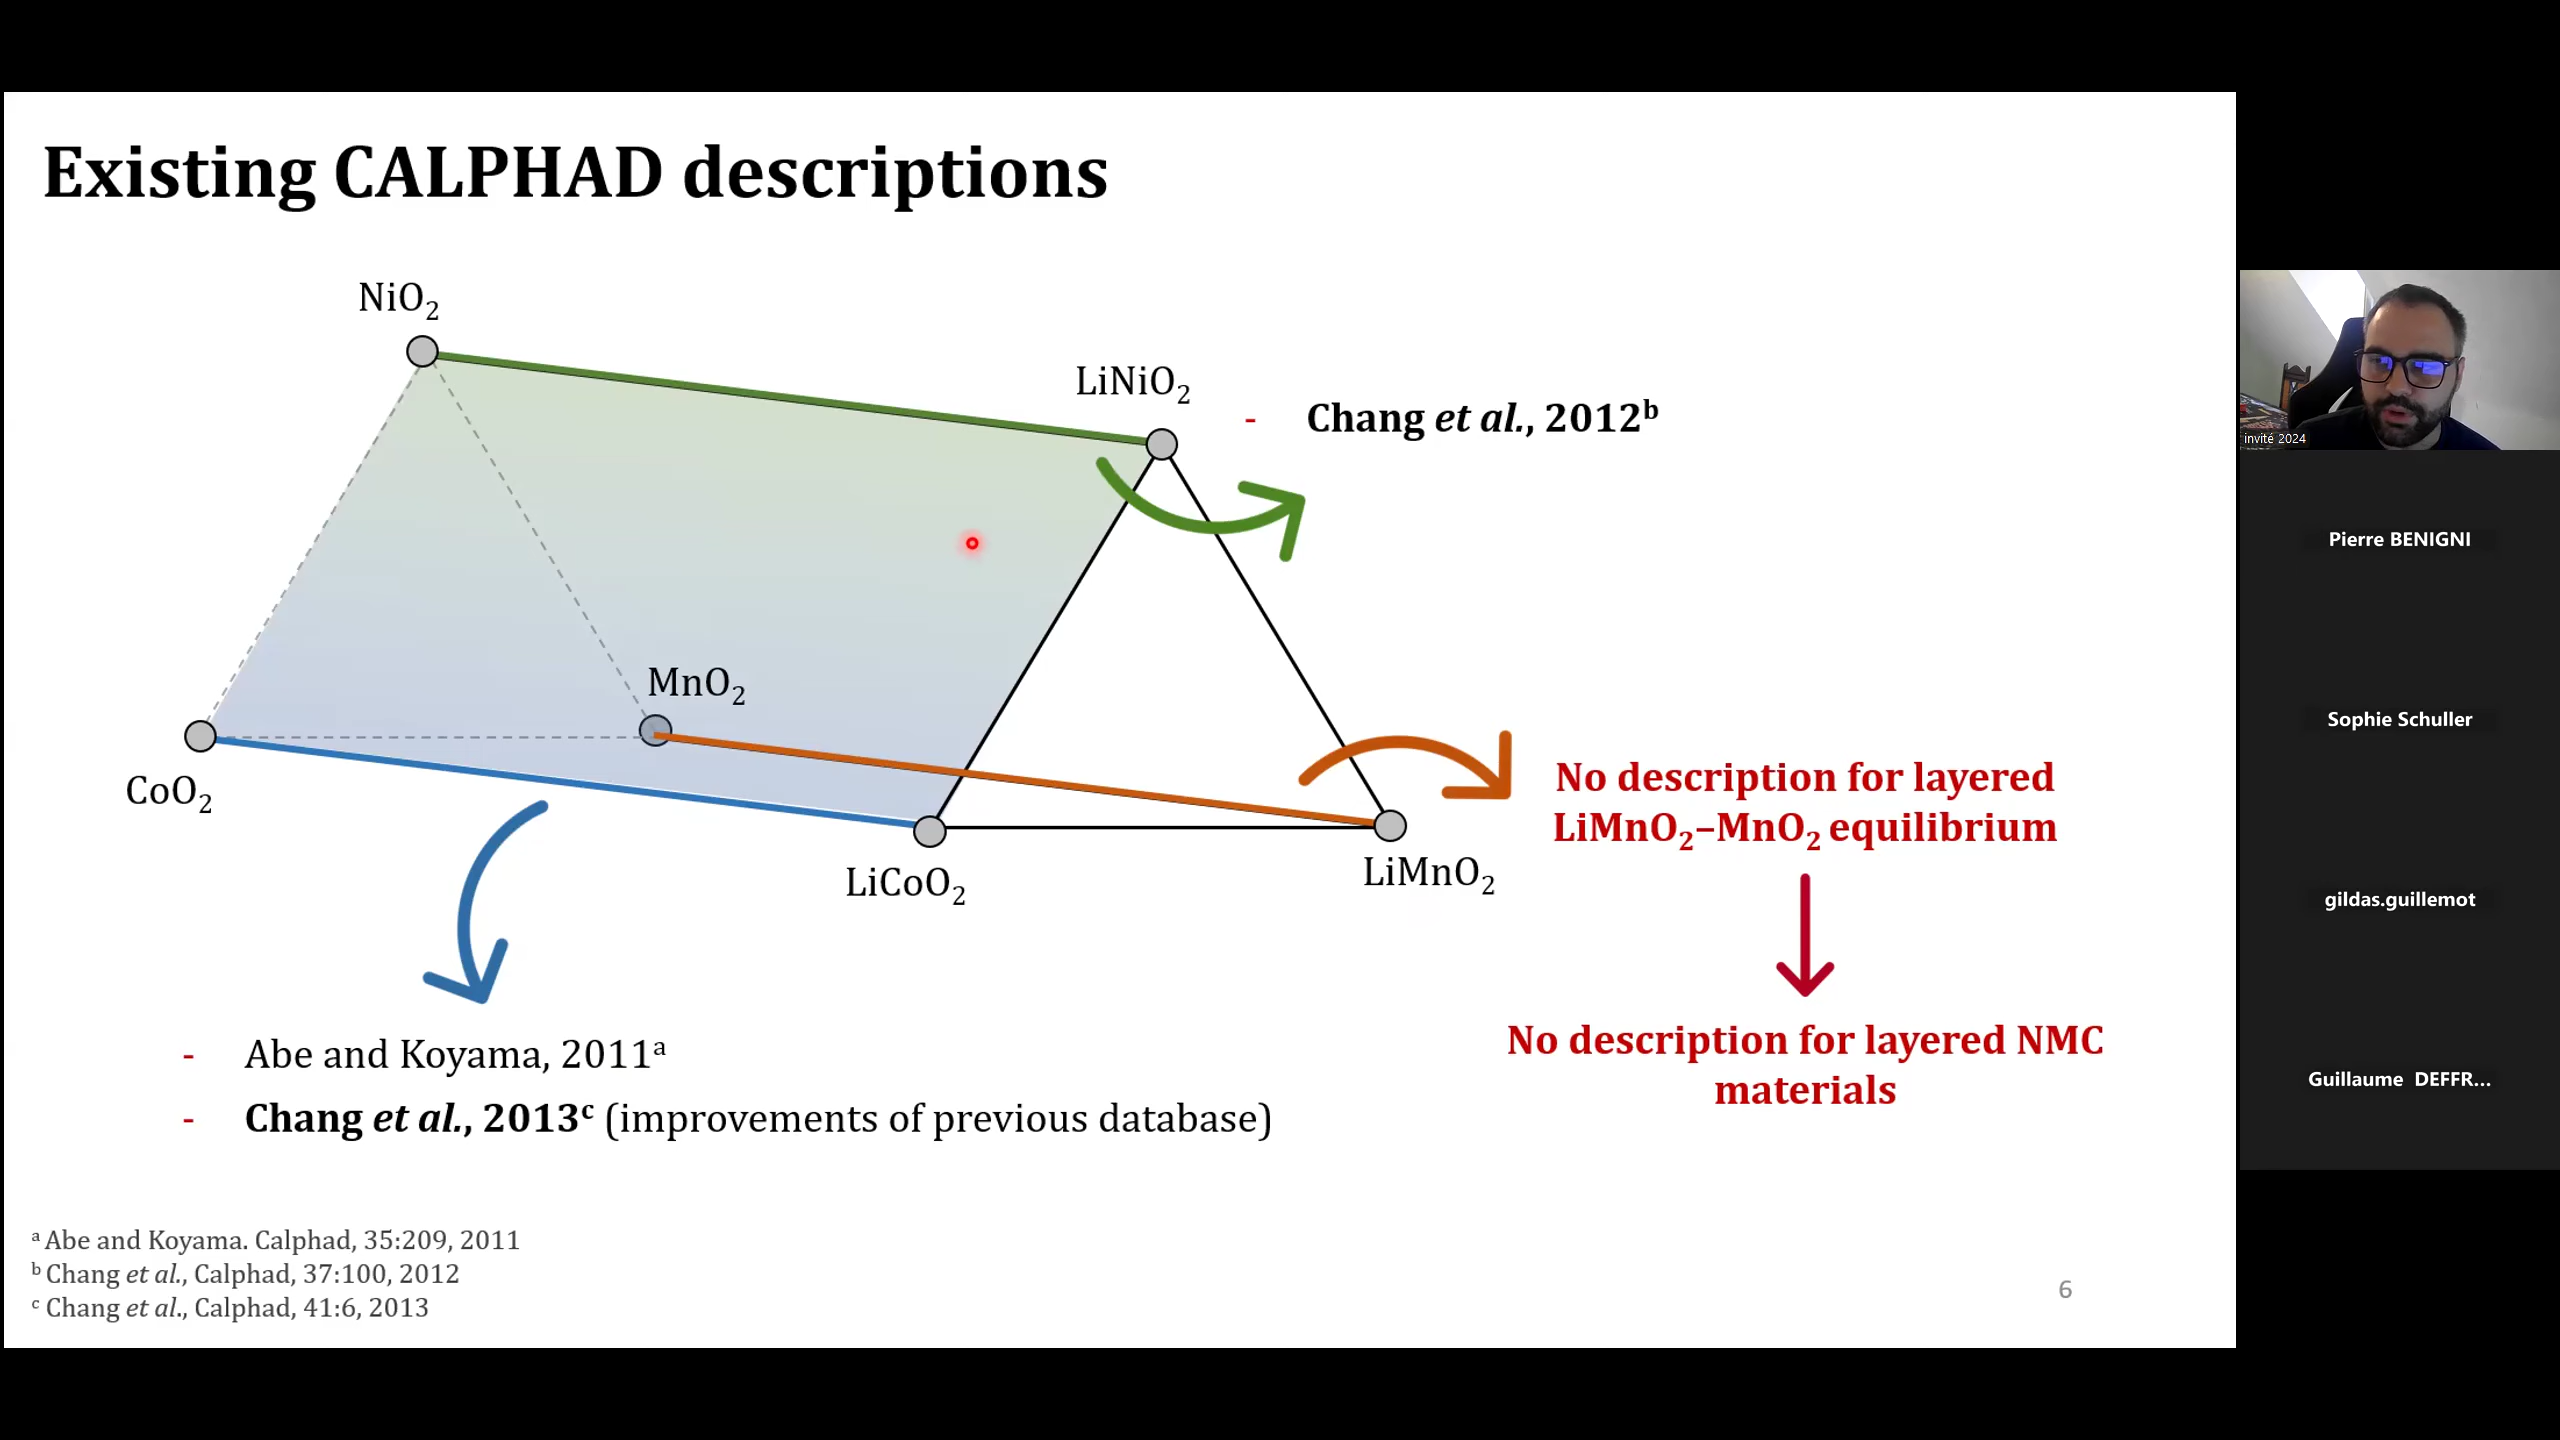 Existing CALPHAD descriptions
NiO₂
LiNiO₂
- Chang et al., 2012ᵇ
MnO₂
CoO₂
No description for layered
LiMnO₂–MnO₂ equilibrium
LiCoO₂
LiMnO₂
No description for layered NMC
materials
- Abe and Koyama, 2011ᵃ
- Chang et al., 2013ᶜ (improvements of previous database)
ᵃ Abe and Koyama. Calphad, 35:209, 2011
ᵇ Chang et al., Calphad, 37:100, 2012
ᶜ Chang et al., Calphad, 41:6, 2013
6
invité 2024
Pierre BENIGNI
Sophie Schuller
gildas.guillemot
Guillaume DEFFR...